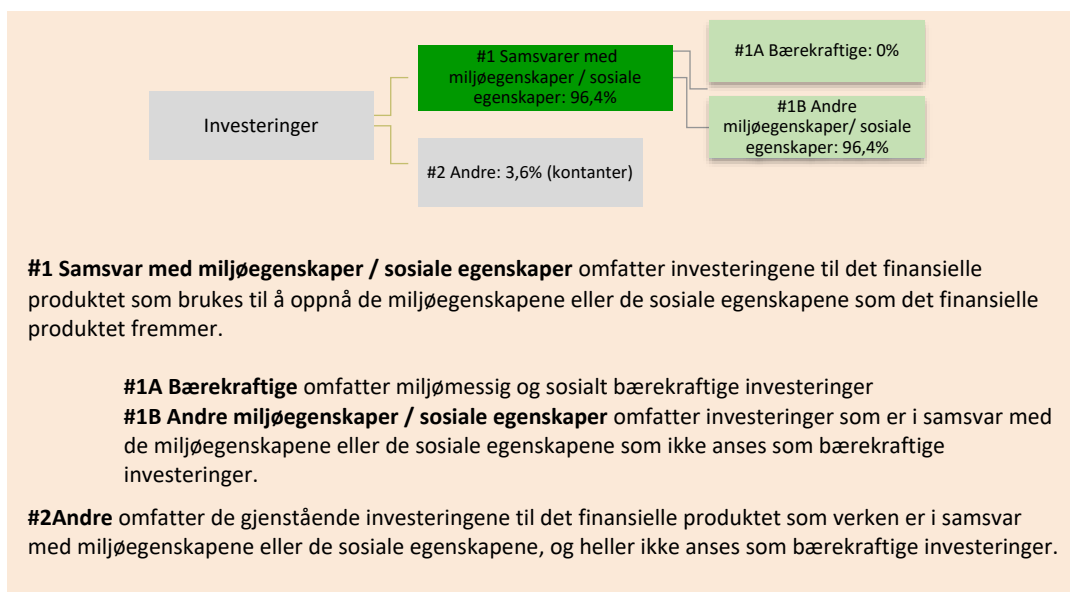 Investeringer
#1 Samsvarer med
miljøegenskaper / sosiale
egenskaper: 96,4%
#2 Andre: 3,6% (kontanter)
#1A Bærekraftige: 0%
#1B Andre
miljøegenskaper/ sosiale
egenskaper: 96,4%
#1 Samsvar med miljøegenskaper / sosiale egenskaper omfatter investeringene til det finansielle
produktet som brukes til å oppnå de miljøegenskapene eller de sosiale egenskapene som det finansielle
produktet fremmer.
#1A Bærekraftige omfatter miljømessig og sosialt bærekraftige investeringer
#1B Andre miljøegenskaper / sosiale egenskaper omfatter investeringer som er i samsvar med
de miljøegenskapene eller de sosiale egenskapene som ikke anses som bærekraftige
investeringer.
#2Andre omfatter de gjenstående investeringene til det finansielle produktet som verken er i samsvar
med miljøegenskapene eller de sosiale egenskapene, og heller ikke anses som bærekraftige investeringer.